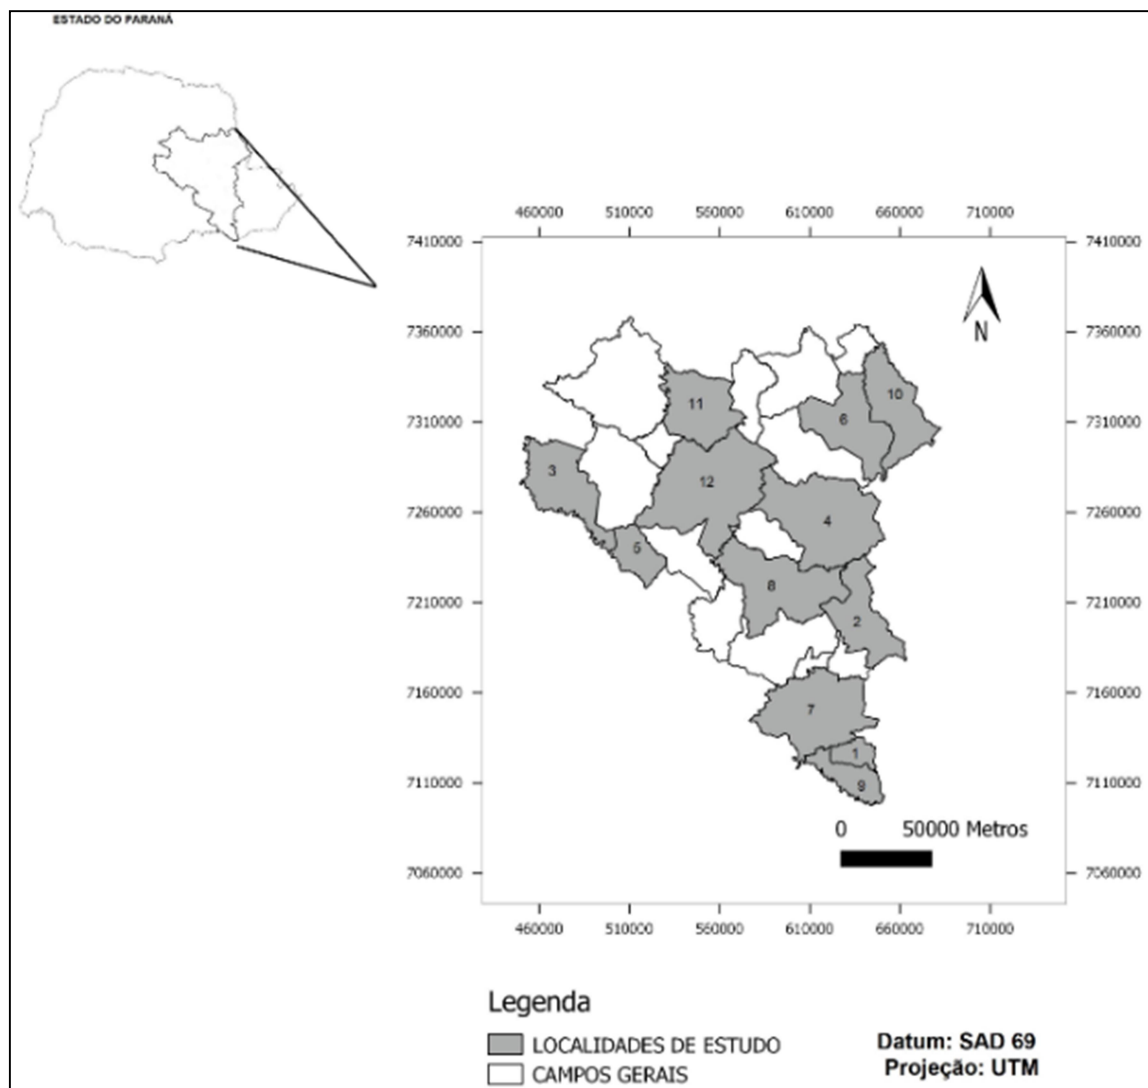 ESTADO DO PARANÁ
460000 510000 560000 610000 660000 710000
7410000 7410000
N
7360000 7360000
10
11
6
7310000 7310000
3
12
7260000 4 7260000
5
8
7210000 2 7210000
7160000 7 7160000
1
9
7110000 7110000
0 50000 Metros
7060000 7060000
460000 510000 560000 610000 660000 710000
Legenda
LOCALIDADES DE ESTUDO
CAMPOS GERAIS
Datum: SAD 69
Projeção: UTM